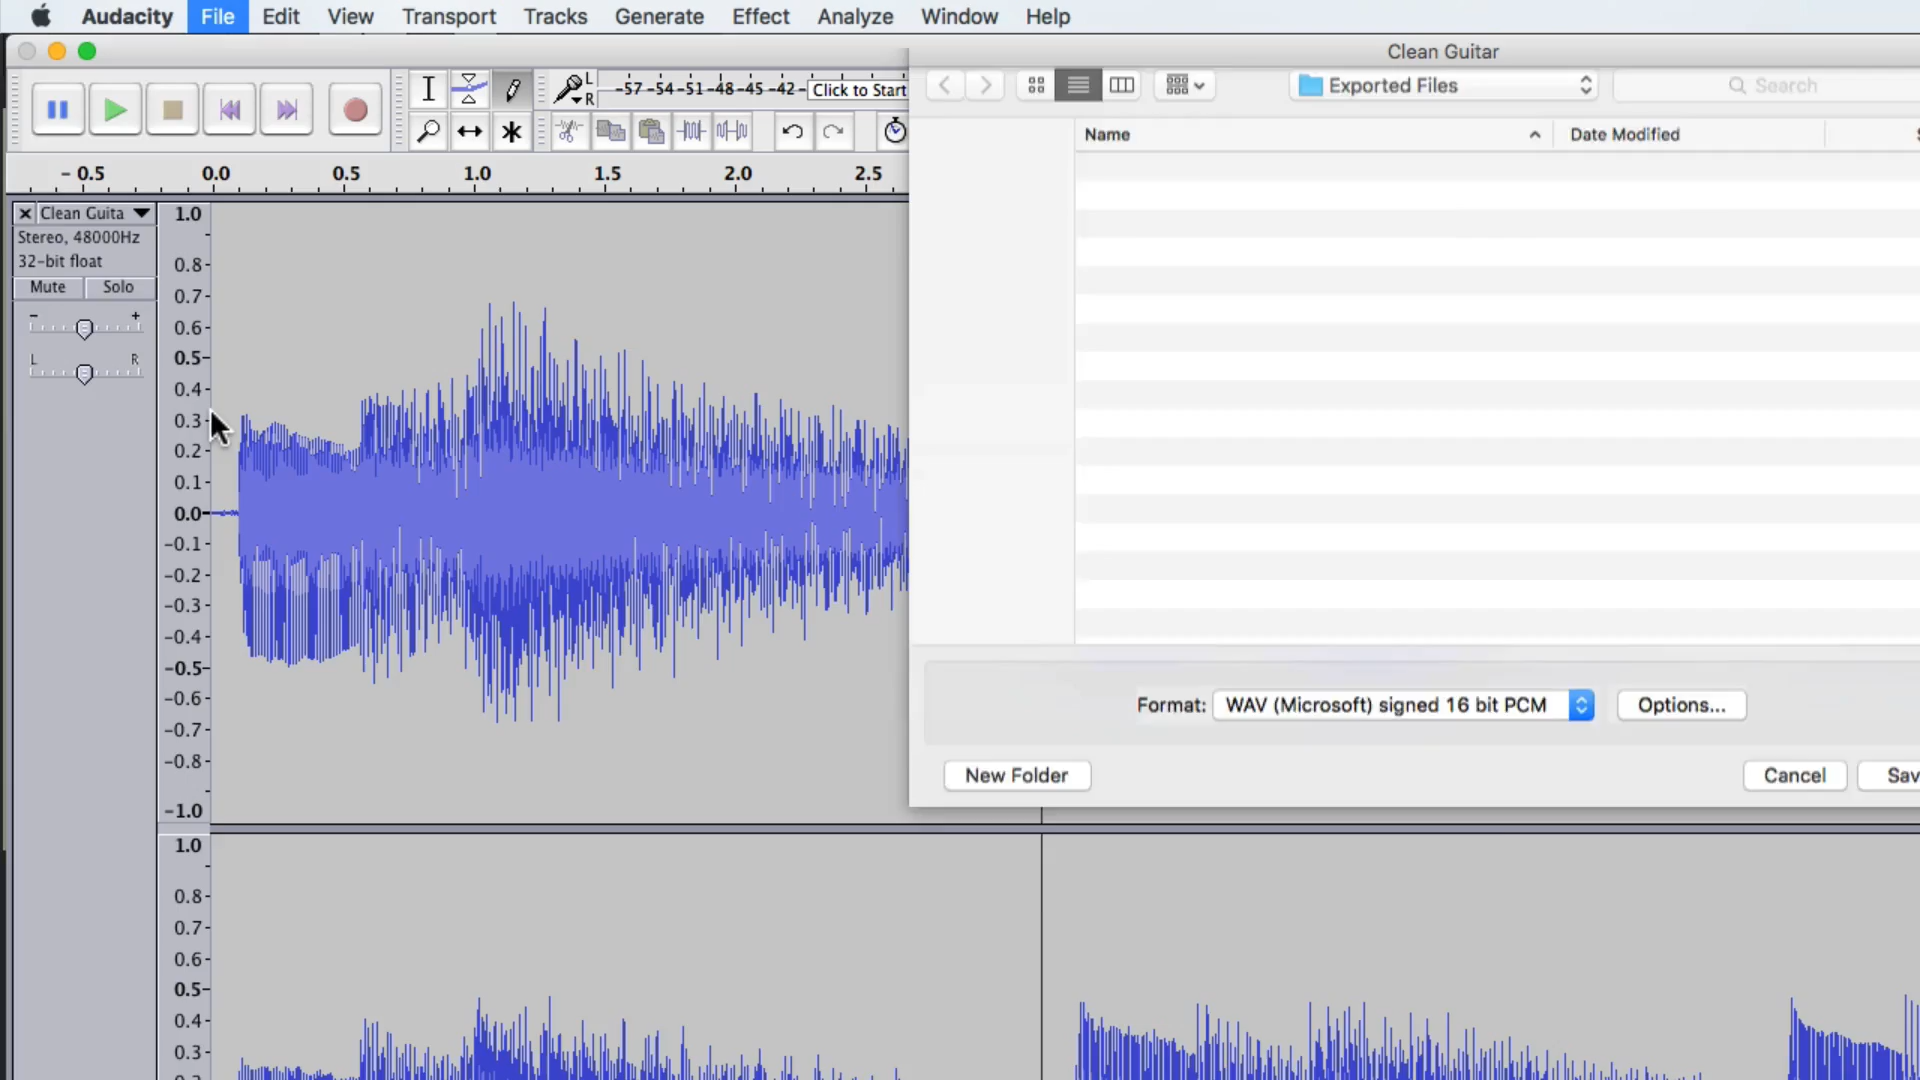 Audacity File Edit View Transport Tracks Generate Effect Analyze Window Help
Clean Guitar
L
R
-57 -54 -51 -48 -45 -42 - Click to Start
Exported Files
Search
Name
Date Modified
- 0.5 0.0 0.5 1.0 1.5 2.0 2.5
Clean Guita
Stereo, 48000Hz
32-bit float
Mute Solo
- +
L R
1.0
0.8
0.7
0.6
0.5
0.4
0.3
0.2
0.1
0.0
-0.1
-0.2
-0.3
-0.4
-0.5
-0.6
-0.7
-0.8
-1.0
Format: WAV (Microsoft) signed 16 bit PCM Options...
New Folder
Cancel
Sav
1.0
0.8
0.7
0.6
0.5
0.4
0.3